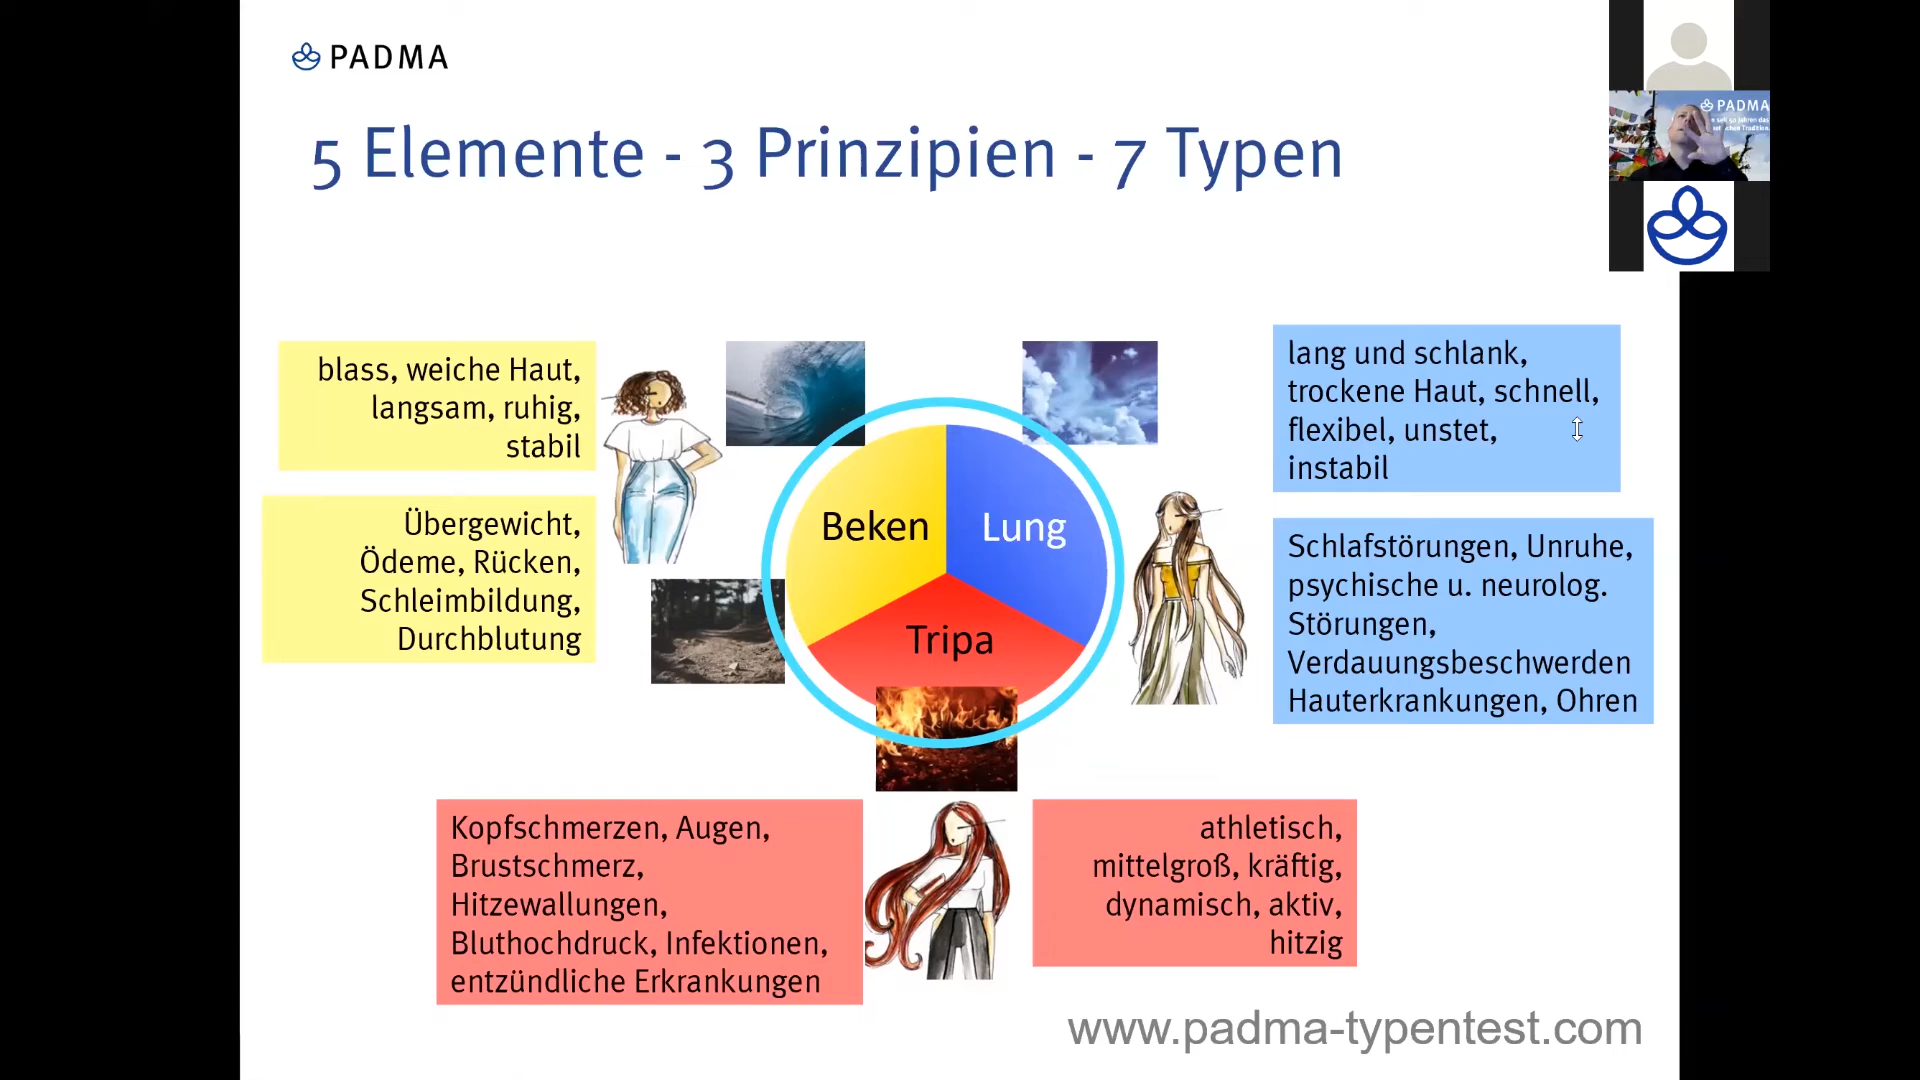 PADMA
5 Elemente - 3 Prinzipien - 7 Typen
PADMA
blass, weiche Haut,
langsam, ruhig,
stabil
Übergewicht,
Ödeme, Rücken,
Schleimbildung,
Durchblutung
Beken
Lung
Tripa
lang und schlank,
trockene Haut, schnell,
flexibel, unstet,
instabil
Schlafstörungen, Unruhe,
psychische u. neurolog.
Störungen,
Verdauungsbeschwerden
Hauterkrankungen, Ohren
Kopfschmerzen, Augen,
Brustschmerz,
Hitzewallungen,
Bluthochdruck, Infektionen,
entzündliche Erkrankungen
athletisch,
mittelgroß, kräftig,
dynamisch, aktiv,
hitzig
www.padma-typentest.com